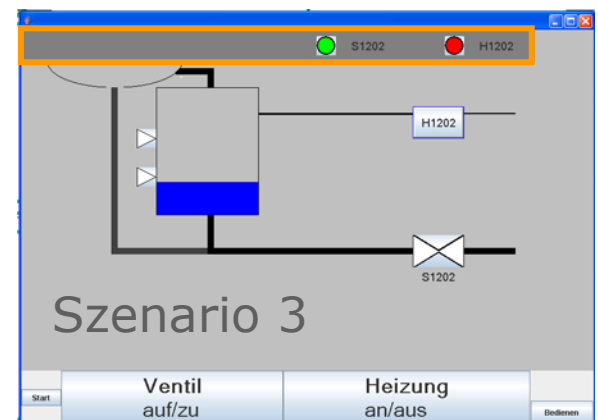 S1202 H1202
H1202
S1202
Szenario 3
Start
Ventil
auf/zu
Heizung
an/aus
Bedienen